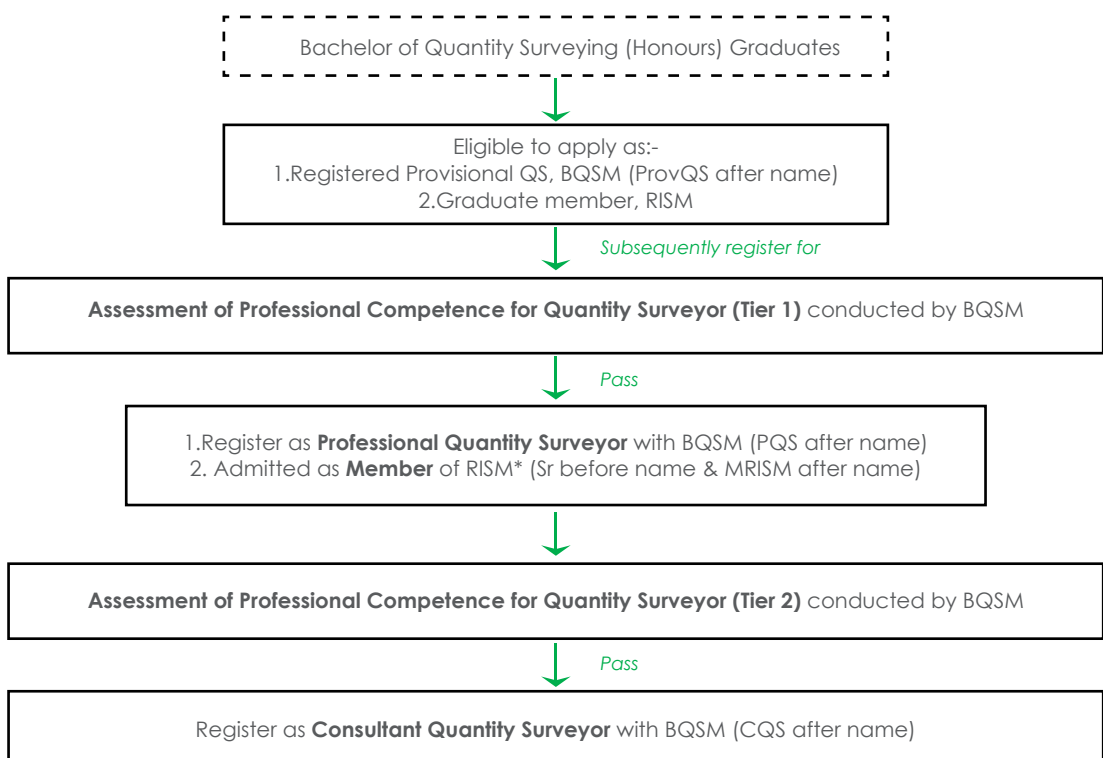 Bachelor of Quantity Surveying (Honours) Graduates
Eligible to apply as:-
1.Registered Provisional QS, BQSM (ProvQS after name)
2.Graduate member, RISM
Subsequently register for
Assessment of Professional Competence for Quantity Surveyor (Tier 1) conducted by BQSM
Pass
1.Register as Professional Quantity Surveyor with BQSM (PQS after name)
2. Admitted as Member of RISM* (Sr before name & MRISM after name)
Assessment of Professional Competence for Quantity Surveyor (Tier 2) conducted by BQSM
Pass
Register as Consultant Quantity Surveyor with BQSM (CQS after name)